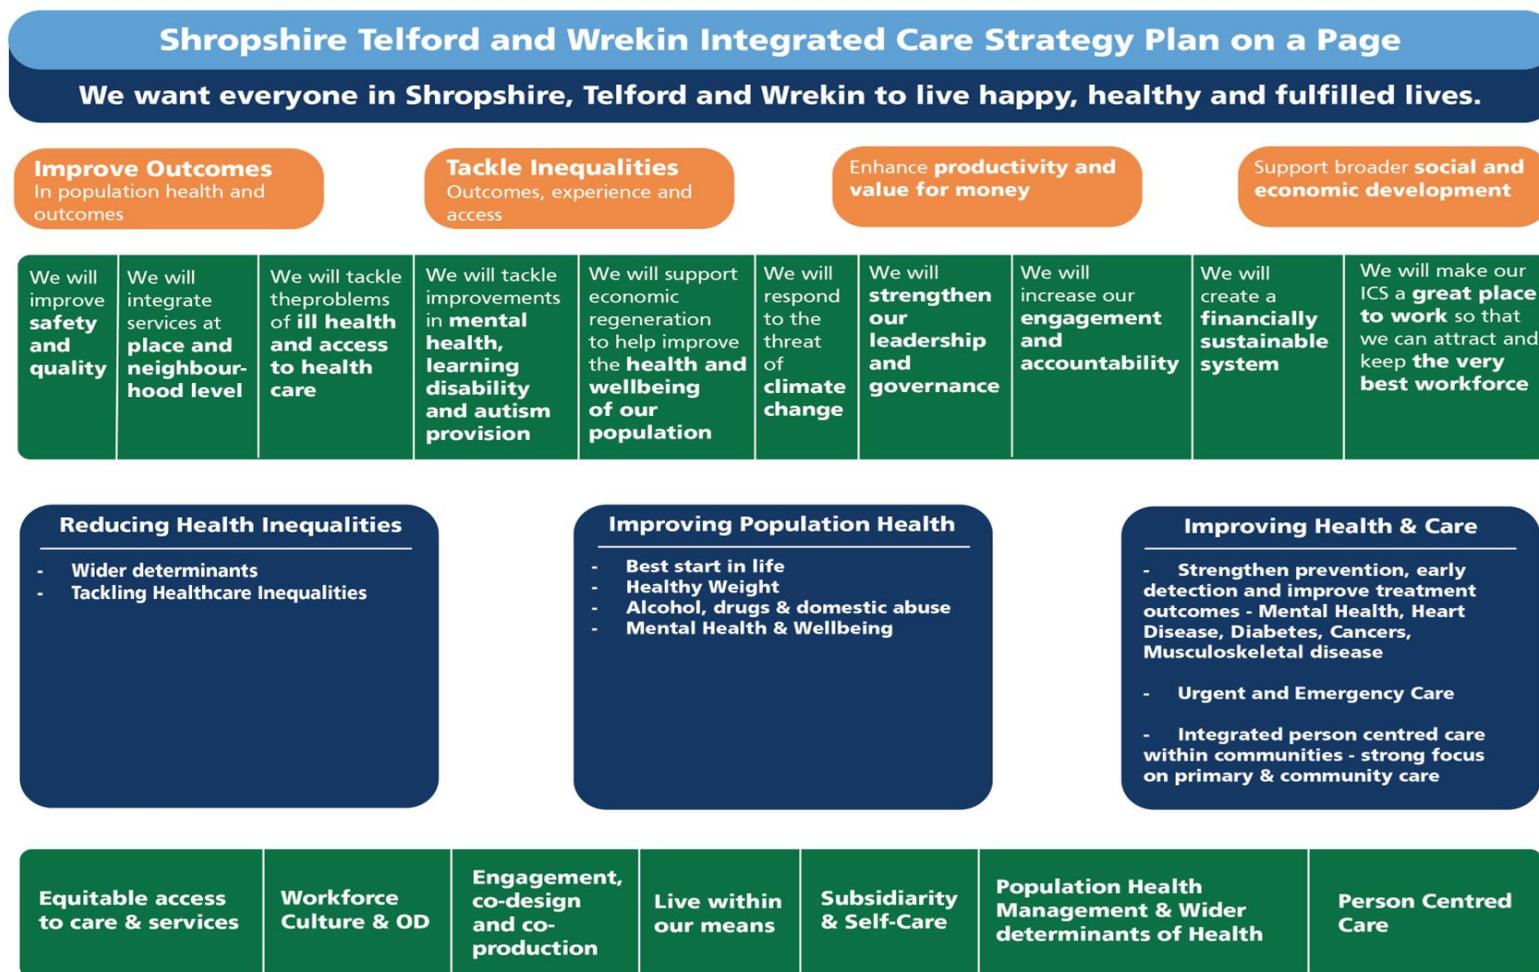 Shropshire Telford and Wrekin Integrated Care Strategy Plan on a Page
We want everyone in Shropshire, Telford and Wrekin to live happy, healthy and fulfilled lives.
Improve Outcomes
In population health and
outcomes
Tackle Inequalities
Outcomes, experience and
access
Enhance productivity and
value for money
Support broader social and
economic development
We will
improve
safety
and
quality
We will
integrate
services at
place and
neighbour-
hood level
We will tackle
theproblems
of ill health
and access
to health
care
We will tackle
improvements
in mental
health,
learning
disability
and autism
provision
We will support
economic
regeneration
to help improve
the health and
wellbeing
of our
population
We will
respond
to the
threat
of
climate
change
We will
strengthen
our
leadership
and
governance
We will
increase our
engagement
and
accountability
We will
create a
financially
sustainable
system
We will make our
ICS a great place
to work so that
we can attract and
keep the very
best workforce
Reducing Health Inequalities
- Wider determinants
- Tackling Healthcare Inequalities
Improving Population Health
- Best start in life
- Healthy Weight
- Alcohol, drugs & domestic abuse
- Mental Health & Wellbeing
Improving Health & Care
- Strengthen prevention, early
detection and improve treatment
outcomes - Mental Health, Heart
Disease, Diabetes, Cancers,
Musculoskeletal disease
- Urgent and Emergency Care
- Integrated person centred care
within communities - strong focus
on primary & community care
Equitable access
to care & services
Workforce
Culture & OD
Engagement,
co-design
and co-
production
Live within
our means
Subsidiarity
& Self-Care
Population Health
Management & Wider
determinants of Health
Person Centred
Care